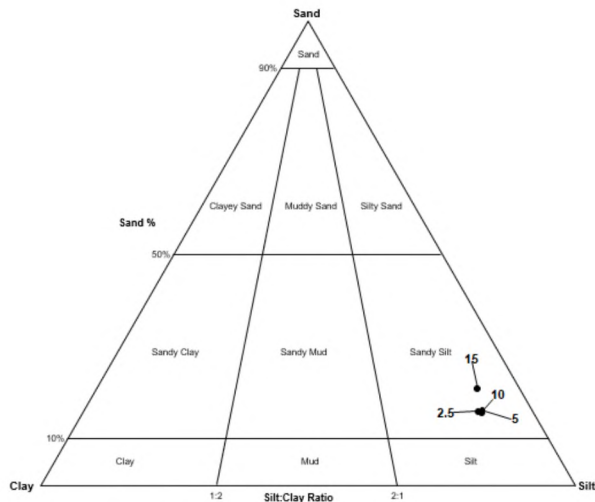 Sand
Sand
90%
Clayey Sand
Muddy Sand
Silty Sand
Sand %
50%
Sandy Clay
Sandy Mud
Sandy Silt
15
10
2.5
5
10%
Clay
Mud
Silt
Clay
1:2
Silt:Clay Ratio
2:1
Silt